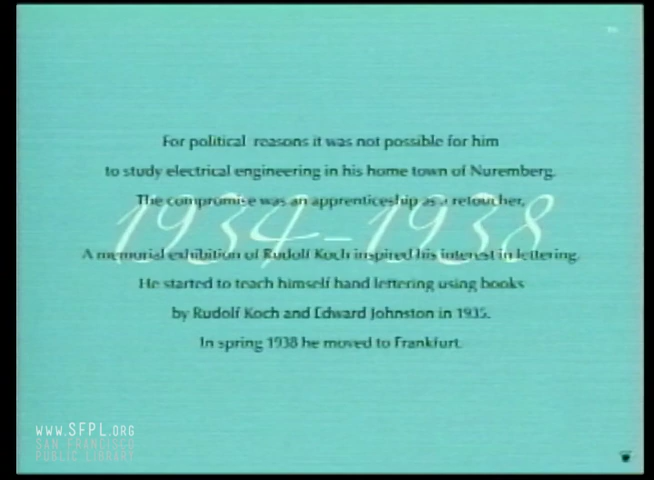 For political reasons it was not possible for him
to study electrical engineering in his home town of Nuremberg.
The compromise was an apprenticeship as a retoucher.
1934–1938
A memorial exhibition of Rudolf Koch inspired his interest in lettering.
He started to teach himself hand lettering using books
by Rudolf Koch and Edward Johnston in 1935.
In spring 1938 he moved to Frankfurt.
www.SFPL.ORG
SAN FRANCISCO
PUBLIC LIBRARY